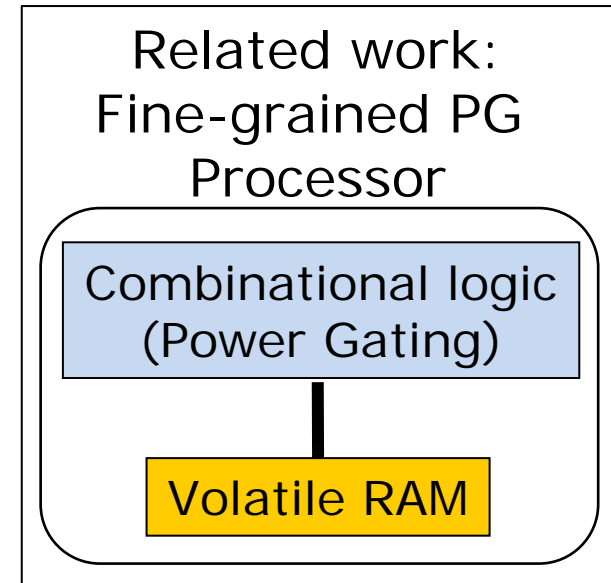 Related work:
Fine-grained PG
Processor
Combinational logic
(Power Gating)
Volatile RAM